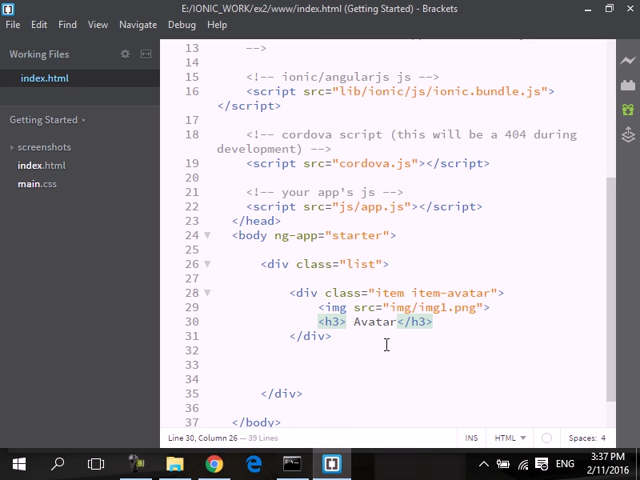 E:/IONIC_WORK/ex2/www/index.html (Getting Started) - Brackets
File Edit Find View Navigate Debug Help
Working Files
index.html
Getting Started
screenshots
index.html
main.css
13 -->
14
15 <!-- ionic/angularjs js -->
16 <script src="lib/ionic/js/ionic.bundle.js">
</script>
17
18 <!-- cordova script (this will be a 404 during
development) -->
19 <script src="cordova.js"></script>
20
21 <!-- your app's js -->
22 <script src="js/app.js"></script>
23 </head>
24 <body ng-app="starter">
25
26 <div class="list">
27
28 <div class="item item-avatar">
29 <img src="img/img1.png">
30 <h3> Avatar</h3>
31 </div>
32
33
34
35 </div>
36
37 </body>
Line 30, Column 26 — 39 Lines
INS HTML Spaces: 4
ENG 3:37 PM
2/11/2016